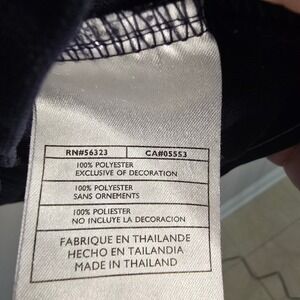 RN#56323 CA#05553
100% POLYESTER
EXCLUSIVE OF DECORATION
100% POLYESTER
SANS ORNEMENTS
100% POLIESTER
NO INCLUYE LA DECORACION
FABRIQUE EN THAILANDE
HECHO EN TAILANDIA
MADE IN THAILAND